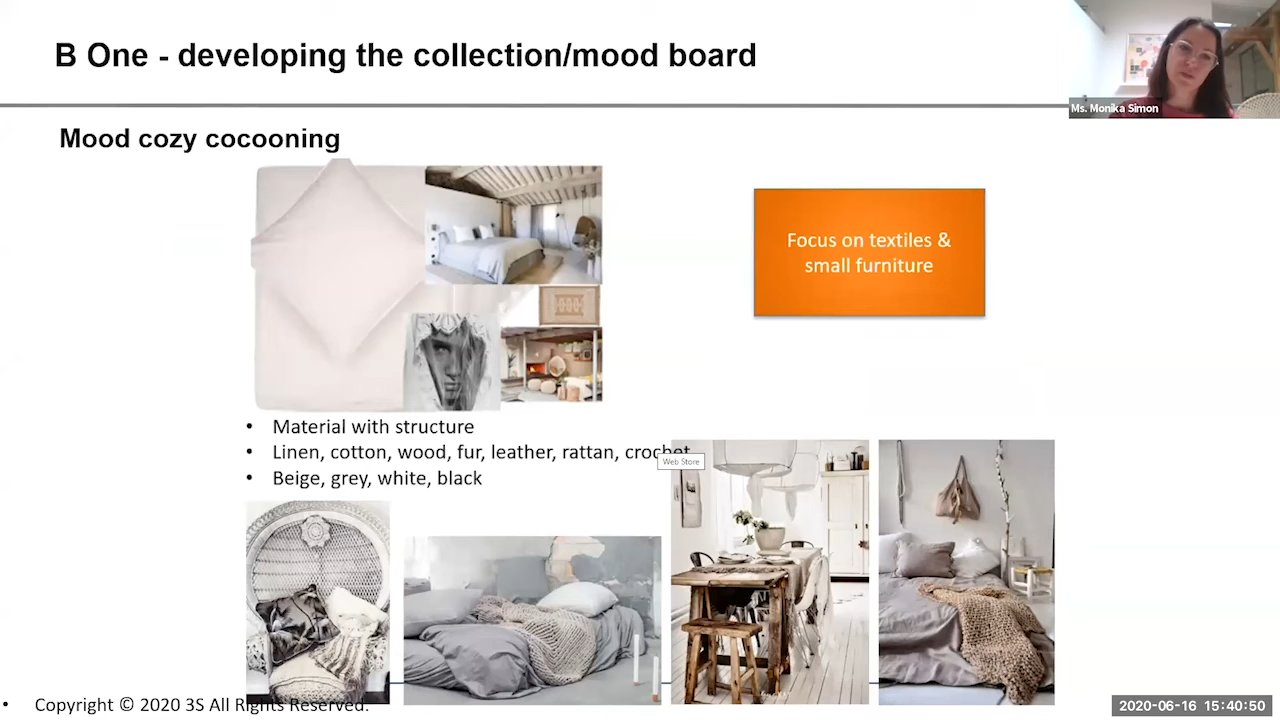 B One - developing the collection/mood board
Ms. Monika Simon
Mood cozy cocooning
Focus on textiles &
small furniture
• Material with structure
• Linen, cotton, wood, fur, leather, rattan, crochet
Web Store
• Beige, grey, white, black
• Copyright © 2020 3S All Rights Reserved.
2020-06-16 15:40:50